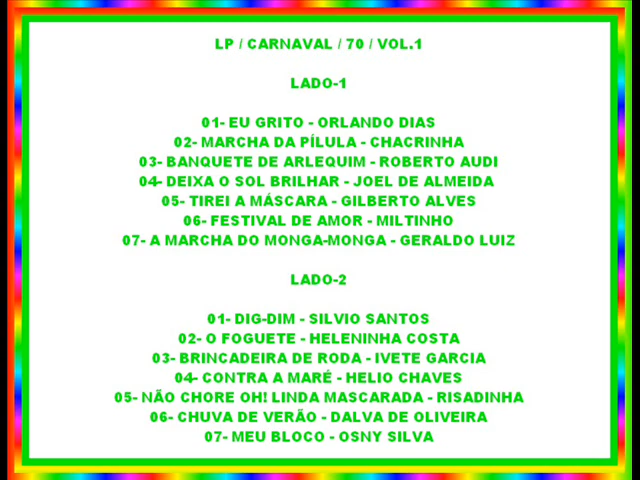 LP / CARNAVAL / 70 / VOL.1
LADO-1
01- EU GRITO - ORLANDO DIAS
02- MARCHA DA PÍLULA - CHACRINHA
03- BANQUETE DE ARLEQUIM - ROBERTO AUDI
04- DEIXA O SOL BRILHAR - JOEL DE ALMEIDA
05- TIREI A MÁSCARA - GILBERTO ALVES
06- FESTIVAL DE AMOR - MILTINHO
07- A MARCHA DO MONGA-MONGA - GERALDO LUIZ
LADO-2
01- DIG-DIM - SILVIO SANTOS
02- O FOGUETE - HELENINHA COSTA
03- BRINCADEIRA DE RODA - IVETE GARCIA
04- CONTRA A MARÉ - HELIO CHAVES
05- NÃO CHORE OH! LINDA MASCARADA - RISADINHA
06- CHUVA DE VERÃO - DALVA DE OLIVEIRA
07- MEU BLOCO - OSNY SILVA